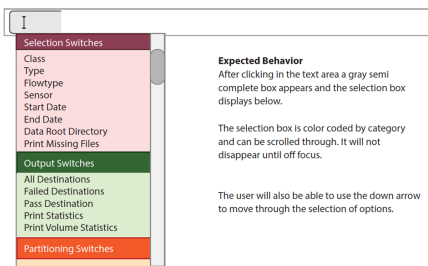 Selection Switches
Class
Type
Flowtype
Sensor
Start Date
End Date
Data Root Directory
Print Missing Files
Output Switches
All Destinations
Failed Destinations
Pass Destination
Print Statistics
Print Volume Statistics
Partitioning Switches
Expected Behavior
After clicking in the text area a gray semi
complete box appears and the selection box
displays below.
The selection box is color coded by category
and can be scrolled through. It will not
disappear until off focus.
The user will also be able to use the down arrow
to move through the selection of options.